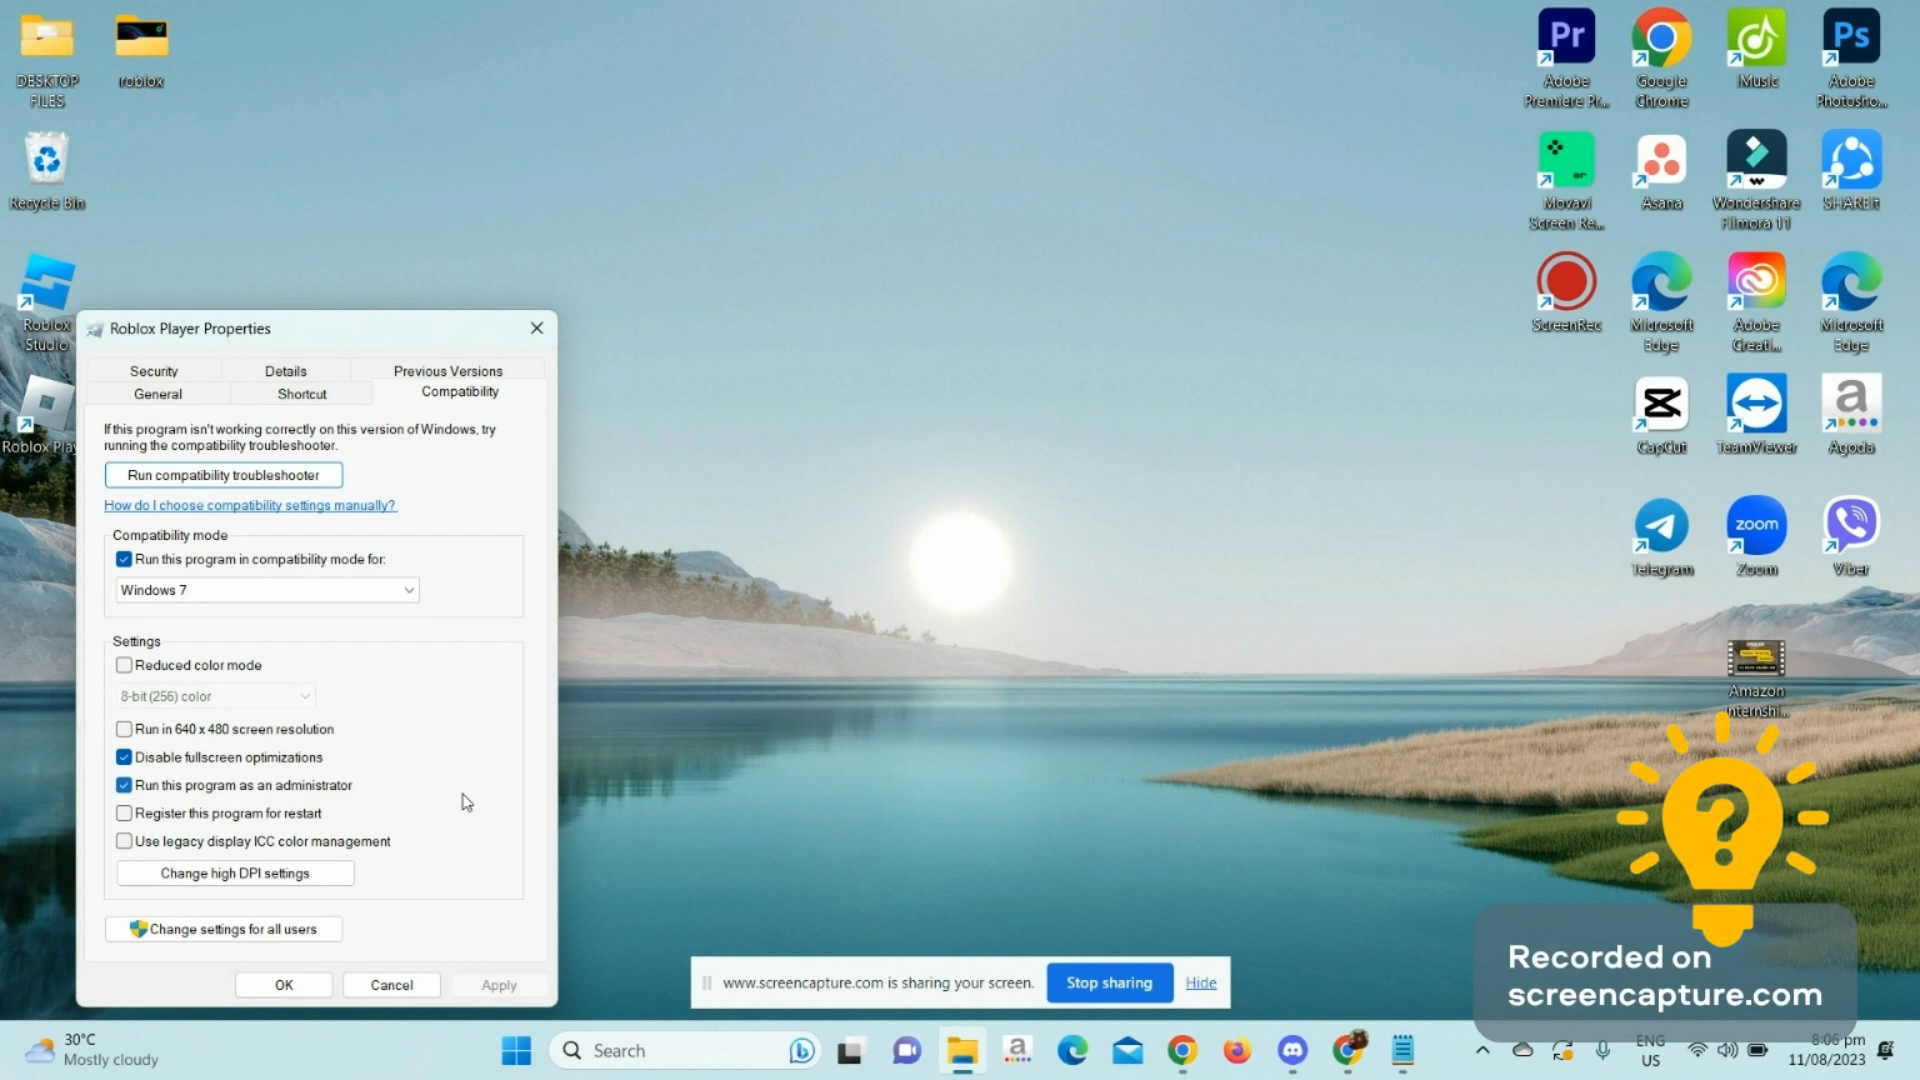 DESKTOP
FILES
roblox
Recycle Bin
Roblox
Studio
Roblox Play
Roblox Player Properties
Security
Details
Previous Versions
General
Shortcut
Compatibility
If this program isn't working correctly on this version of Windows, try
running the compatibility troubleshooter.
Run compatibility troubleshooter
How do I choose compatibility settings manually?
Compatibility mode
Run this program in compatibility mode for:
Windows 7
Settings
Reduced color mode
8-bit (256) color
Run in 640 x 480 screen resolution
Disable fullscreen optimizations
Run this program as an administrator
Register this program for restart
Use legacy display ICC color management
Change high DPI settings
Change settings for all users
OK
Cancel
Apply
Pr
Adobe
Premiere Pr...
Google
Chrome
iMusic
Ps
Adobe
Photosho...
sr
Movavi
Screen Re...
Asana
Wondershare
Filmora 11
SHAREit
ScreenRec
Microsoft
Edge
Adobe
Creati...
Microsoft
Edge
CapCut
TeamViewer
a
Agoda
Telegram
zoom
Zoom
Viber
Amazon
Internshi...
?
Recorded on
screencapture.com
www.screencapture.com is sharing your screen.
Stop sharing
Hide
30°C
Mostly cloudy
Search
a
ENG
US
8:06 pm
11/08/2023